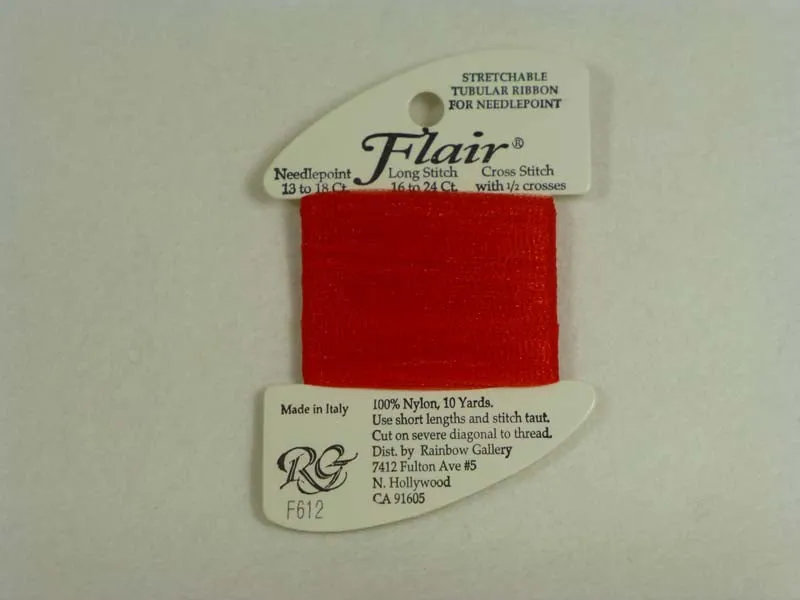 STRETCHABLE
TUBULAR RIBBON
FOR NEEDLEPOINT
Flair®
Needlepoint
13 to 18 Ct.
Long Stitch
16 to 24 Ct.
Cross Stitch
with 1/2 crosses
Made in Italy
RG
F612
100% Nylon, 10 Yards.
Use short lengths and stitch taut.
Cut on severe diagonal to thread.
Dist. by Rainbow Gallery
7412 Fulton Ave #5
N. Hollywood
CA 91605